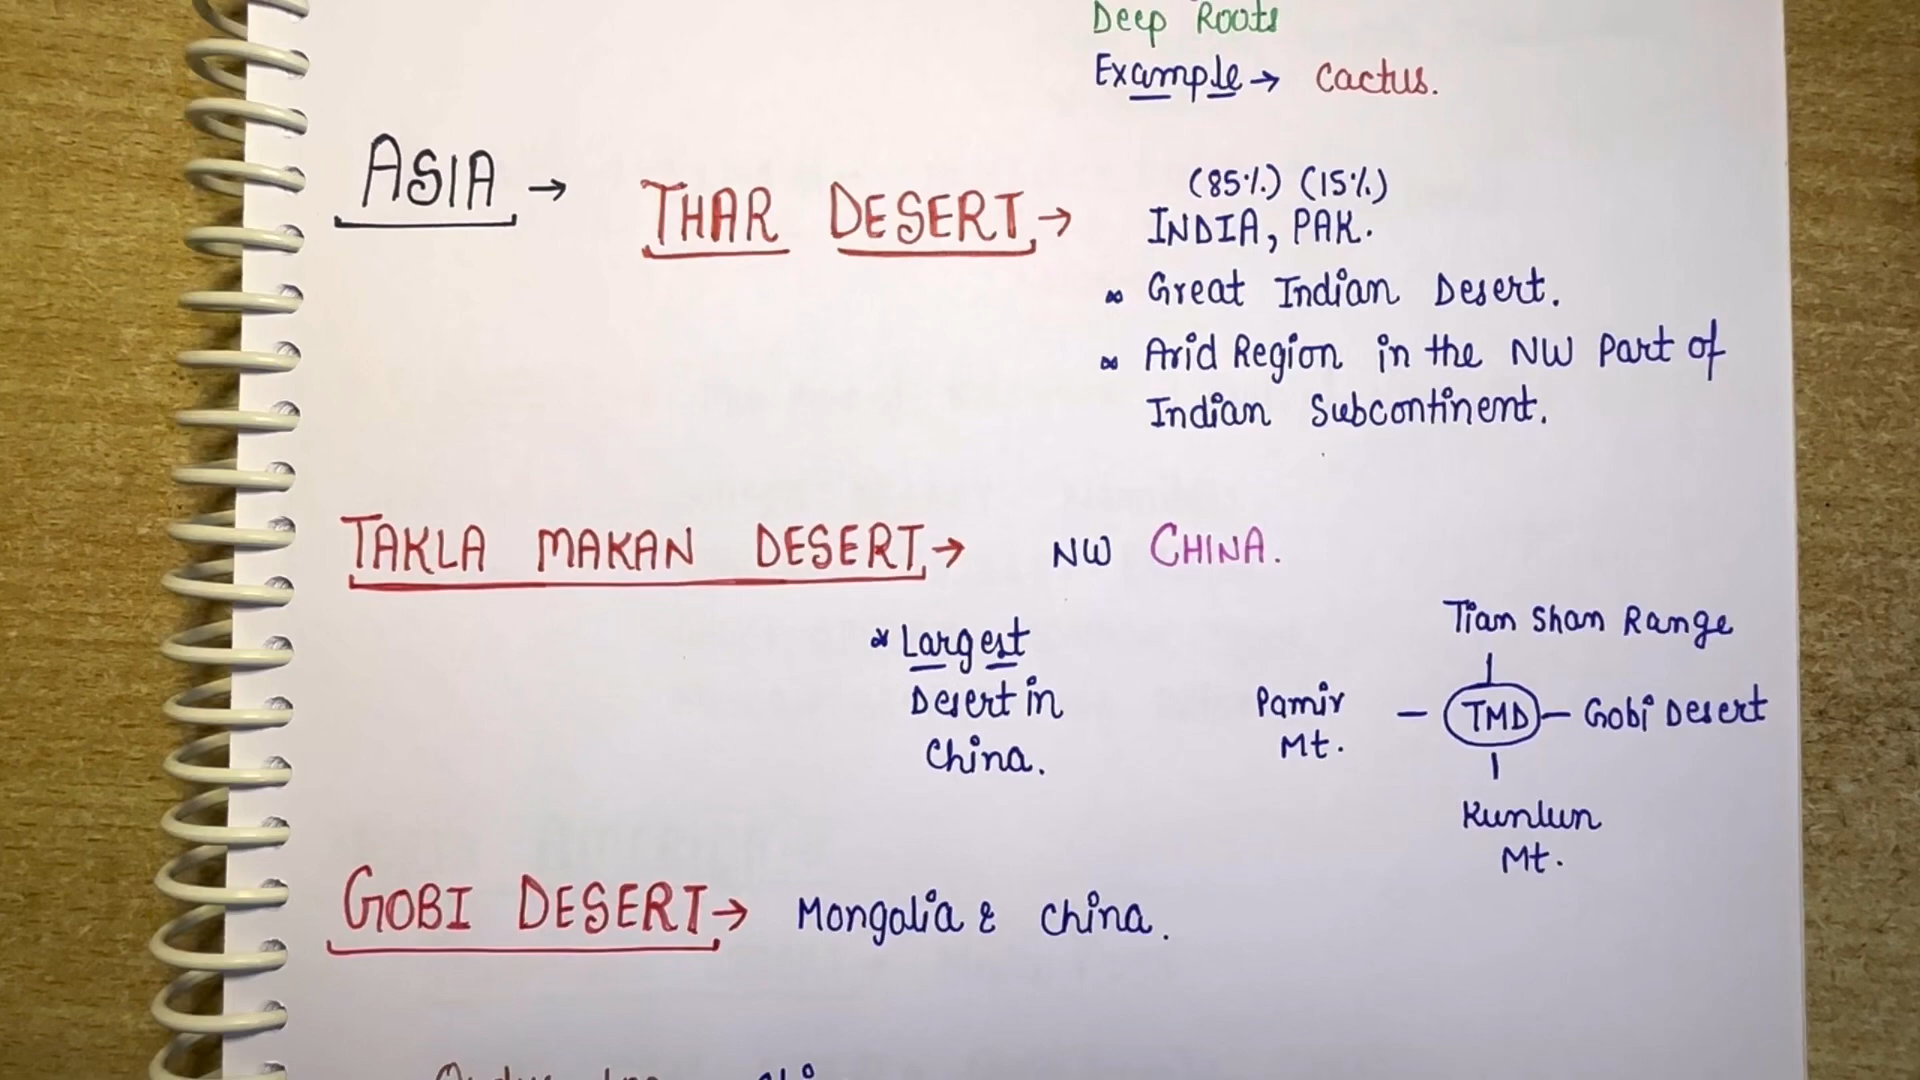 Deep Roots
Example → Cactus.
ASIA →
THAR DESERT →
(85%) (15%)
INDIA, PAK.
Great Indian Desert.
Arid Region in the NW Part of
Indian Subcontinent.
TAKLA MAKAN DESERT → NW CHINA.
* Largest
Desert in
China.
Tian Shan Range
Pamir
Mt.
— TMD — Gobi Desert
Kunlun
Mt.
GOBI DESERT → Mongolia & China.